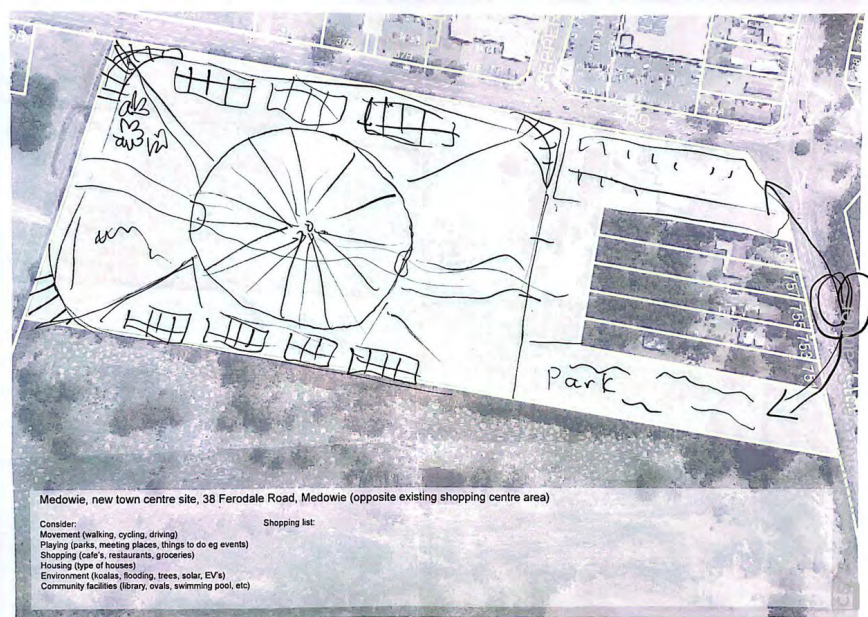 Park
Medowie, new town centre site, 38 Ferodale Road, Medowie (opposite existing shopping centre area)
Consider:
Shopping list:
Movement (walking, cycling, driving)
Playing (parks, meeting places, things to do eg events)
Shopping (cafe's, restaurants, groceries)
Housing (type of houses)
Environment (koalas, flooding, trees, solar, EV's)
Community facilities (library, ovals, swimming pool, etc)